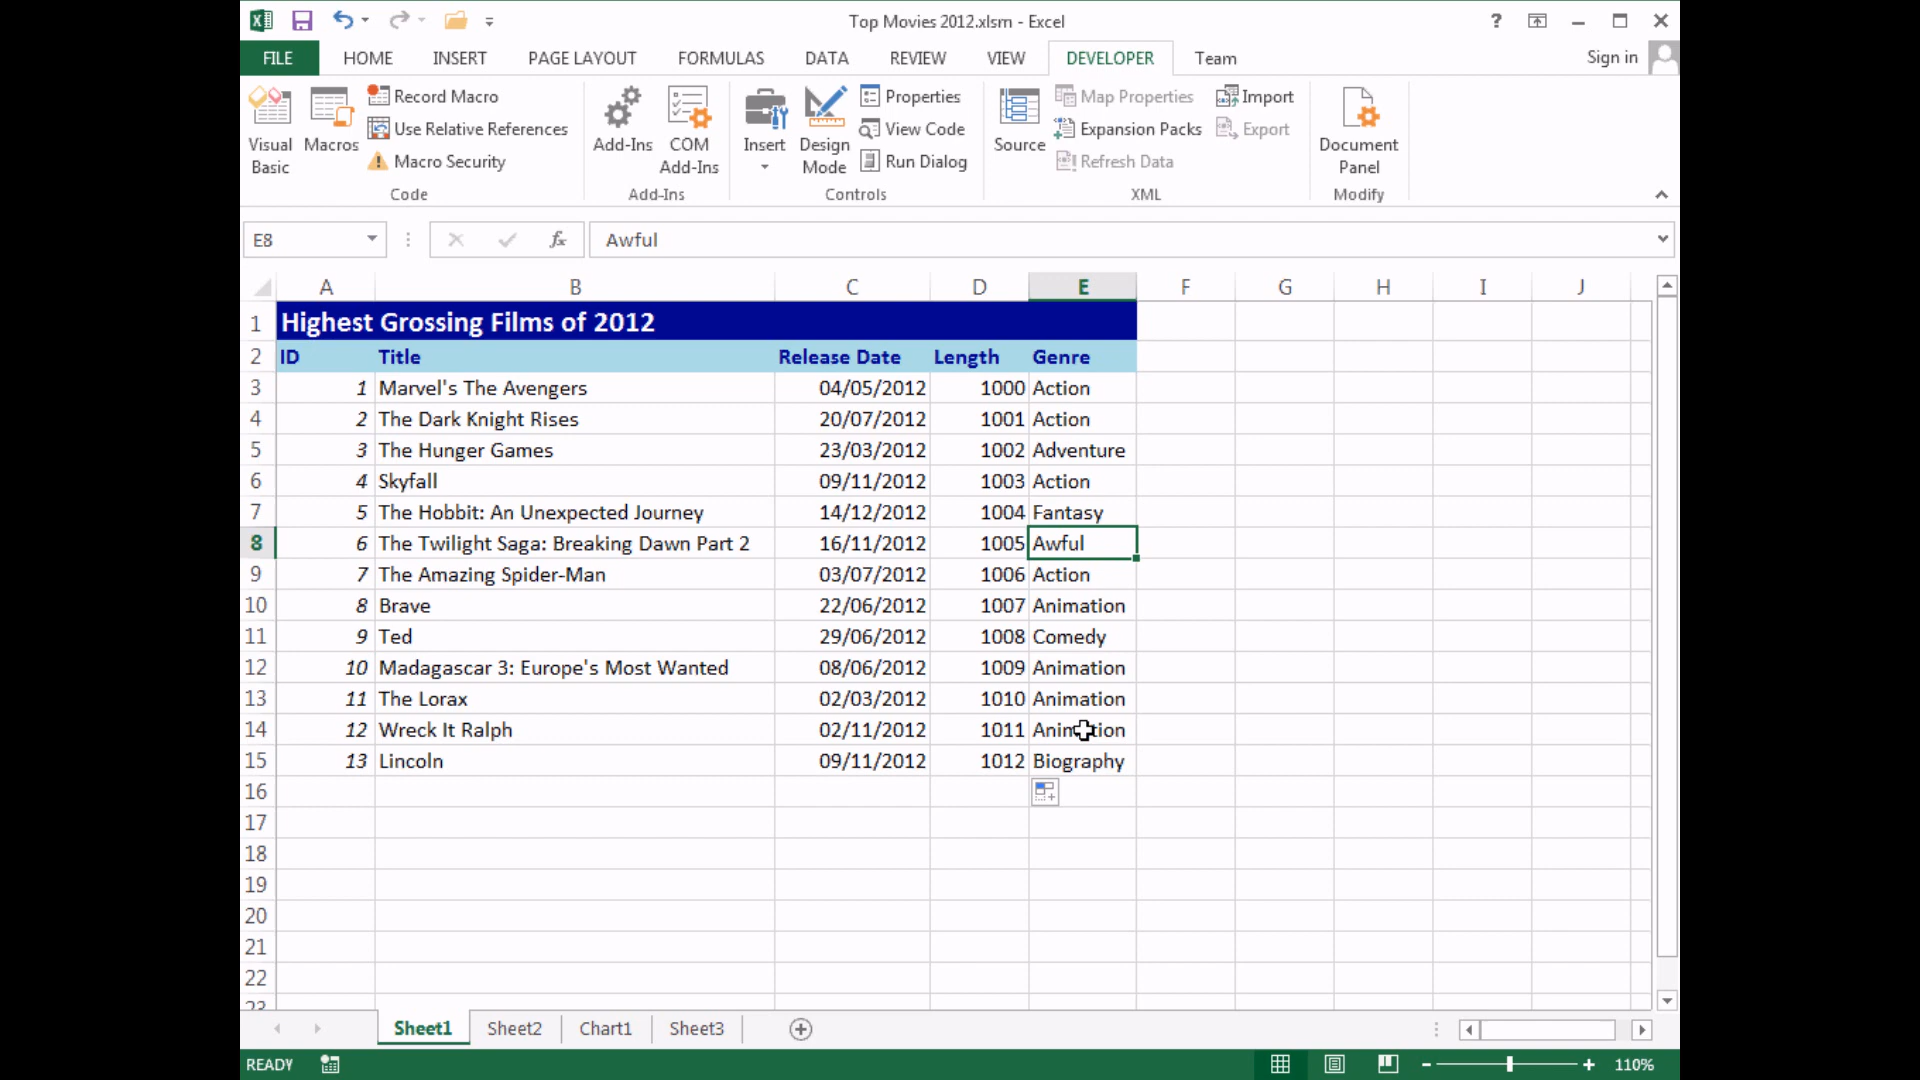 Top Movies 2012.xlsm - Excel
?
FILE HOME INSERT PAGE LAYOUT FORMULAS DATA REVIEW VIEW DEVELOPER Team Sign in
Visual Basic
Macros
Record Macro
Use Relative References
Macro Security
Code
Add-Ins
COM Add-Ins
Add-Ins
Insert
Design Mode
Properties
View Code
Run Dialog
Controls
Source
Map Properties
Expansion Packs
Refresh Data
Import
Export
XML
Document Panel
Modify
E8 fx Awful
A B C D E F G H I J
1 Highest Grossing Films of 2012
2 ID Title Release Date Length Genre
3 1 Marvel's The Avengers 04/05/2012 1000 Action
4 2 The Dark Knight Rises 20/07/2012 1001 Action
5 3 The Hunger Games 23/03/2012 1002 Adventure
6 4 Skyfall 09/11/2012 1003 Action
7 5 The Hobbit: An Unexpected Journey 14/12/2012 1004 Fantasy
8 6 The Twilight Saga: Breaking Dawn Part 2 16/11/2012 1005 Awful
9 7 The Amazing Spider-Man 03/07/2012 1006 Action
10 8 Brave 22/06/2012 1007 Animation
11 9 Ted 29/06/2012 1008 Comedy
12 10 Madagascar 3: Europe's Most Wanted 08/06/2012 1009 Animation
13 11 The Lorax 02/03/2012 1010 Animation
14 12 Wreck It Ralph 02/11/2012 1011 Animation
15 13 Lincoln 09/11/2012 1012 Biography
16
17
18
19
20
21
22
23
Sheet1 Sheet2 Chart1 Sheet3
READY 110%